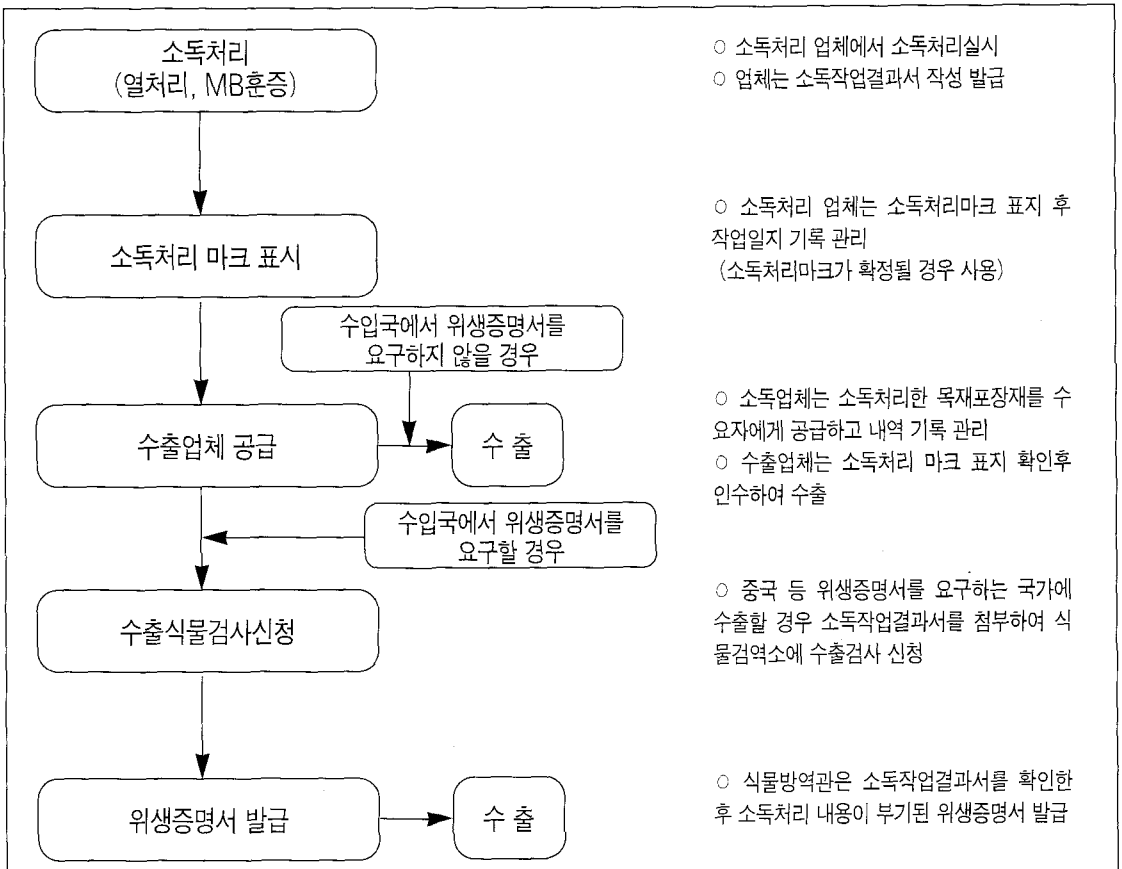 소독처리
(열처리, MB훈증)
○ 소독처리 업체에서 소독처리실시
○ 업체는 소독작업결과서 작성 발급
소독처리 마크 표시
○ 소독처리 업체는 소독처리마크 표지 후
작업일지 기록 관리
(소독처리마크가 확정될 경우 사용)
수입국에서 위생증명서를
요구하지 않을 경우
수출업체 공급
수 출
○ 소독업체는 소독처리한 목재포장재를 수
요자에게 공급하고 내역 기록 관리
○ 수출업체는 소독처리 마크 표지 확인후
인수하여 수출
수입국에서 위생증명서를
요구할 경우
수출식물검사신청
○ 중국 등 위생증명서를 요구하는 국가에
수출할 경우 소독작업결과서를 첨부하여 식
물검역소에 수출검사 신청
위생증명서 발급
수 출
○ 식물방역관은 소독작업결과서를 확인한
후 소독처리 내용이 부기된 위생증명서 발급